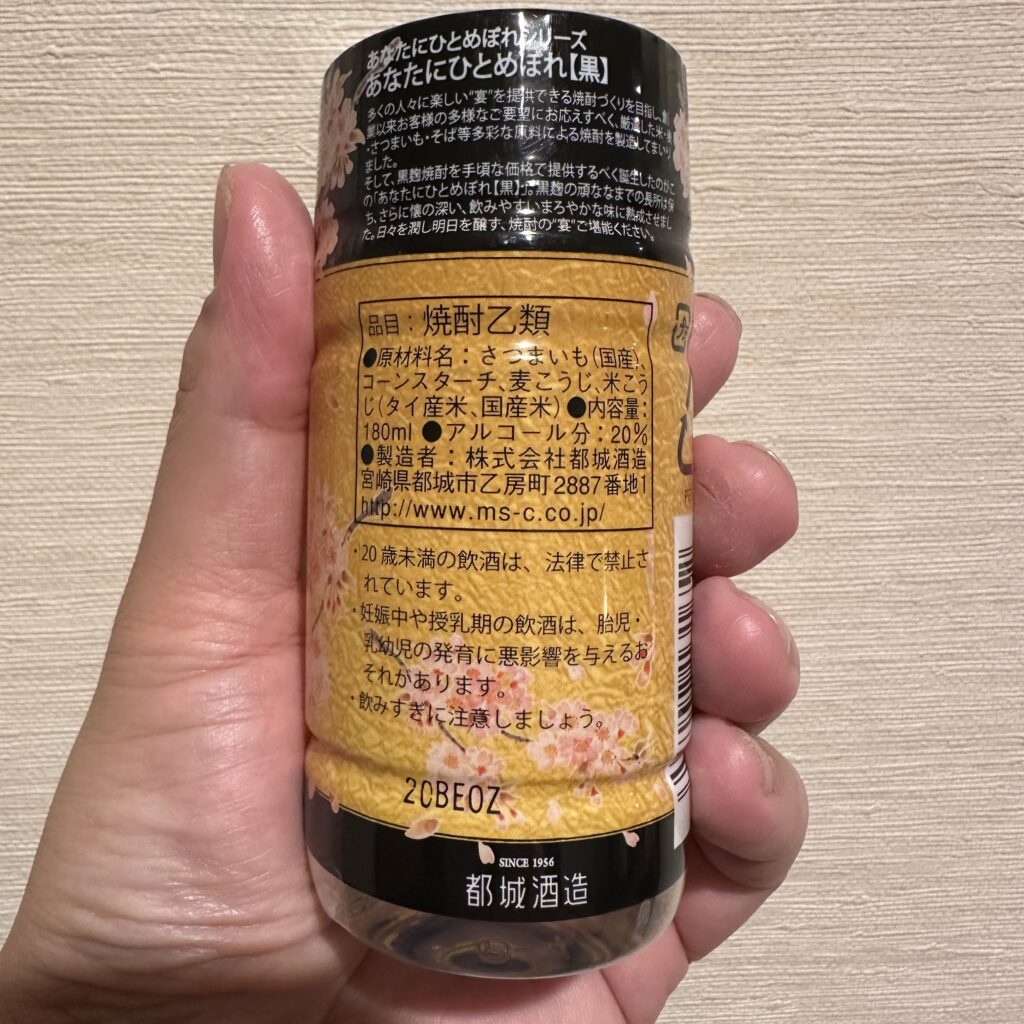 あなたにひとめぼれシリーズ
あなたにひとめぼれ【黒】
多くの人々に楽しい“宴”を提供できる焼酎づくりを目指し、創
業以来お客様の多様なご要望にお応えすべく、厳選した米・麦
・さつまいも・そば等多彩な原料による焼酎を製造してまいり
ました。
そして、黒麹焼酎を手頃な価格で提供するべく誕生したのがこ
の「あなたにひとめぼれ【黒】」。黒麹の頑ななまでの長所は保
ち、さらに懐の深い、飲みやすいまろやかな味に熟成させまし
た。日々を潤し明日を醸す、焼酎の“宴”ご堪能ください。
品目：焼酎乙類
●原材料名：さつまいも(国産)、
コーンスターチ、麦こうじ、米こう
じ(タイ産米、国産米)●内容量：
180ml●アルコール分：20%
●製造者：株式会社都城酒造
宮崎県都城市乙房町2887番地1
http://www.ms-c.co.jp/
・20歳未満の飲酒は、法律で禁止さ
れています。
・妊娠中や授乳期の飲酒は、胎児・
乳幼児の発育に悪影響を与えるお
それがあります。
・飲みすぎに注意しましょう。
20BEOZ
SINCE 1956
都城酒造